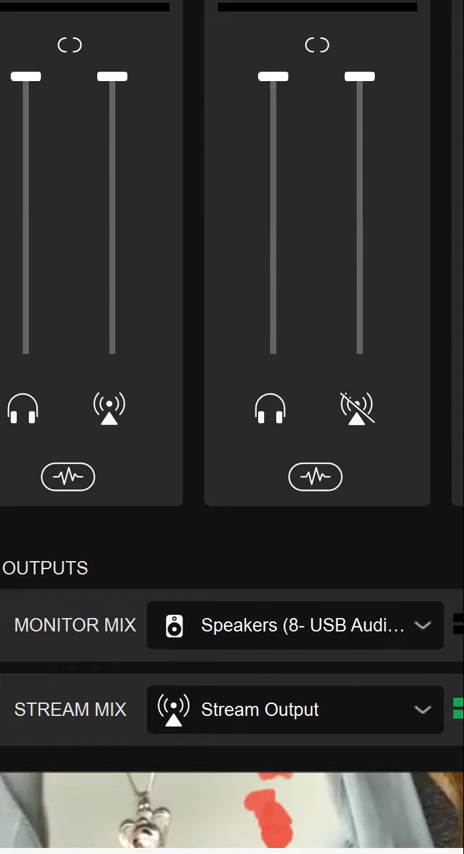 OUTPUTS
MONITOR MIX Speakers (8- USB Audi...
STREAM MIX Stream Output